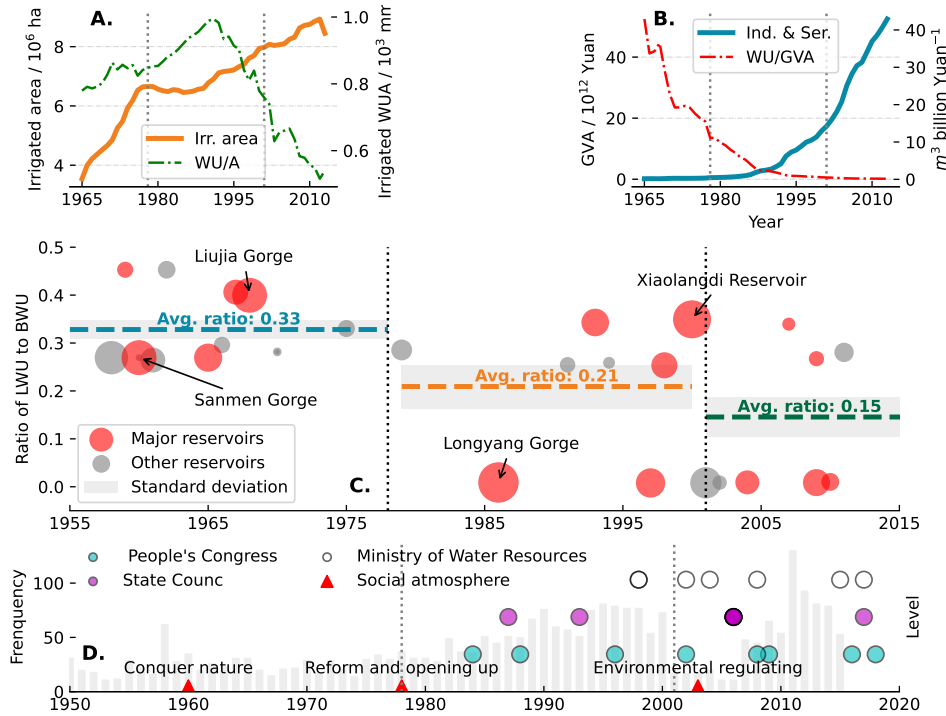 A.
Irrigated area / 10⁶ ha
8
6
4
1.0
0.8
0.6
Irrigated WUA / 10³ mm
Irr. area
WU/A
1965 1980 1995 2010
B.
GVA / 10¹² Yuan
40
20
0
40
30
20
10
0
m³ billion Yuan⁻¹
Ind. & Ser.
WU/GVA
1965 1980 1995 2010
Year
Ratio of LWU to BWU
0.5
0.4
0.3
0.2
0.1
0.0
Liujia Gorge
Avg. ratio: 0.33
Sanmen Gorge
Xiaolangdi Reservoir
Avg. ratio: 0.21
Avg. ratio: 0.15
Longyang Gorge
Major reservoirs
Other reservoirs
Standard deviation
C.
1955 1965 1975 1985 1995 2005 2015
People's Congress
State Counc
Ministry of Water Resources
Social atmosphere
Frenquency
100
50
0
Level
D.
Conquer nature
Reform and opening up
Environmental regulating
1950 1960 1970 1980 1990 2000 2010 2020